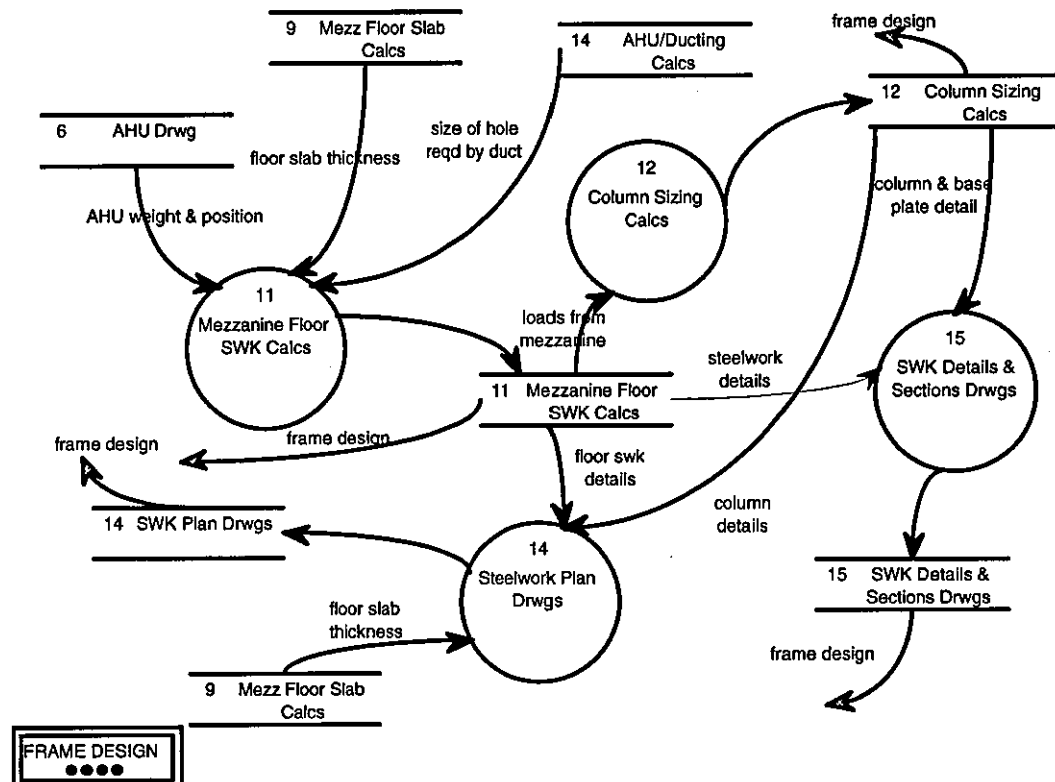 frame design
9 Mezz Floor Slab
Calcs
14 AHU/Ducting
Calcs
12 Column Sizing
Calcs
6 AHU Drwg
size of hole
reqd by duct
floor slab thickness
12
Column Sizing
Calcs
column & base
plate detail
AHU weight & position
11
Mezzanine Floor
SWK Calcs
loads from
mezzanine
15
SWK Details &
Sections Drwgs
steelwork
details
11 Mezzanine Floor
SWK Calcs
frame design
frame design
floor swk
details
column
details
14 SWK Plan Drwgs
14
Steelwork Plan
Drwgs
15 SWK Details &
Sections Drwgs
floor slab
thickness
frame design
9 Mezz Floor Slab
Calcs
FRAME DESIGN